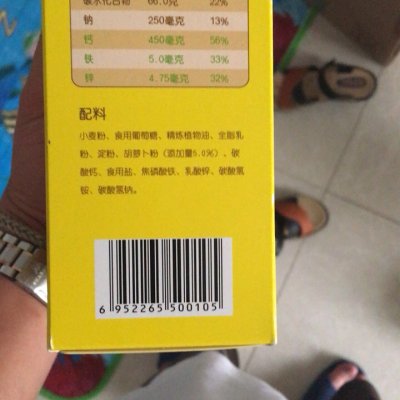 碳水化合物 66.0克 22%
钠 250毫克 13%
钙 450毫克 56%
铁 5.0毫克 33%
锌 4.75毫克 32%
配料
小麦粉、食用葡萄糖、精炼植物油、全脂乳
粉、淀粉、胡萝卜粉（添加量5.0%）、碳
酸钙、食用盐、焦磷酸铁、乳酸锌、碳酸氢
铵、碳酸氢钠。
6 952265 500105